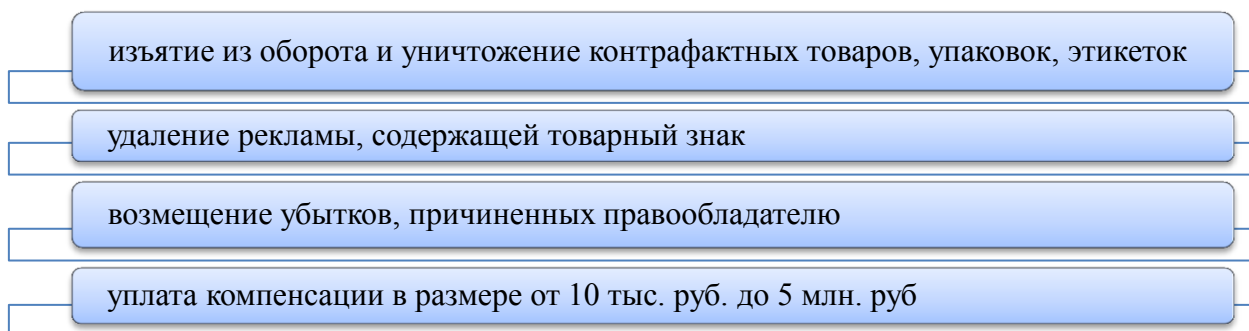 изъятие из оборота и уничтожение контрафактных товаров, упаковок, этикеток
удаление рекламы, содержащей товарный знак
возмещение убытков, причиненных правообладателю
уплата компенсации в размере от 10 тыс. руб. до 5 млн. руб